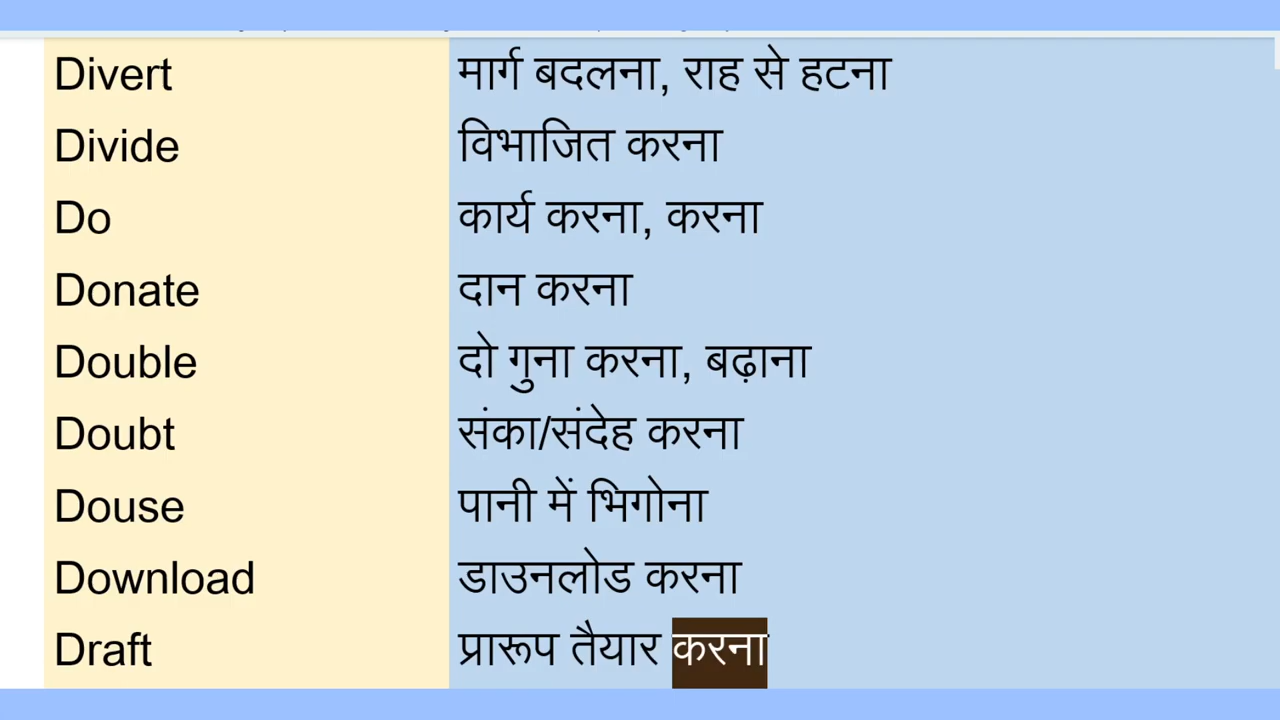 Divert मार्ग बदलना, राह से हटना
Divide विभाजित करना
Do कार्य करना, करना
Donate दान करना
Double दो गुना करना, बढ़ाना
Doubt संका/संदेह करना
Douse पानी में भिगोना
Download डाउनलोड करना
Draft प्रारूप तैयार करना